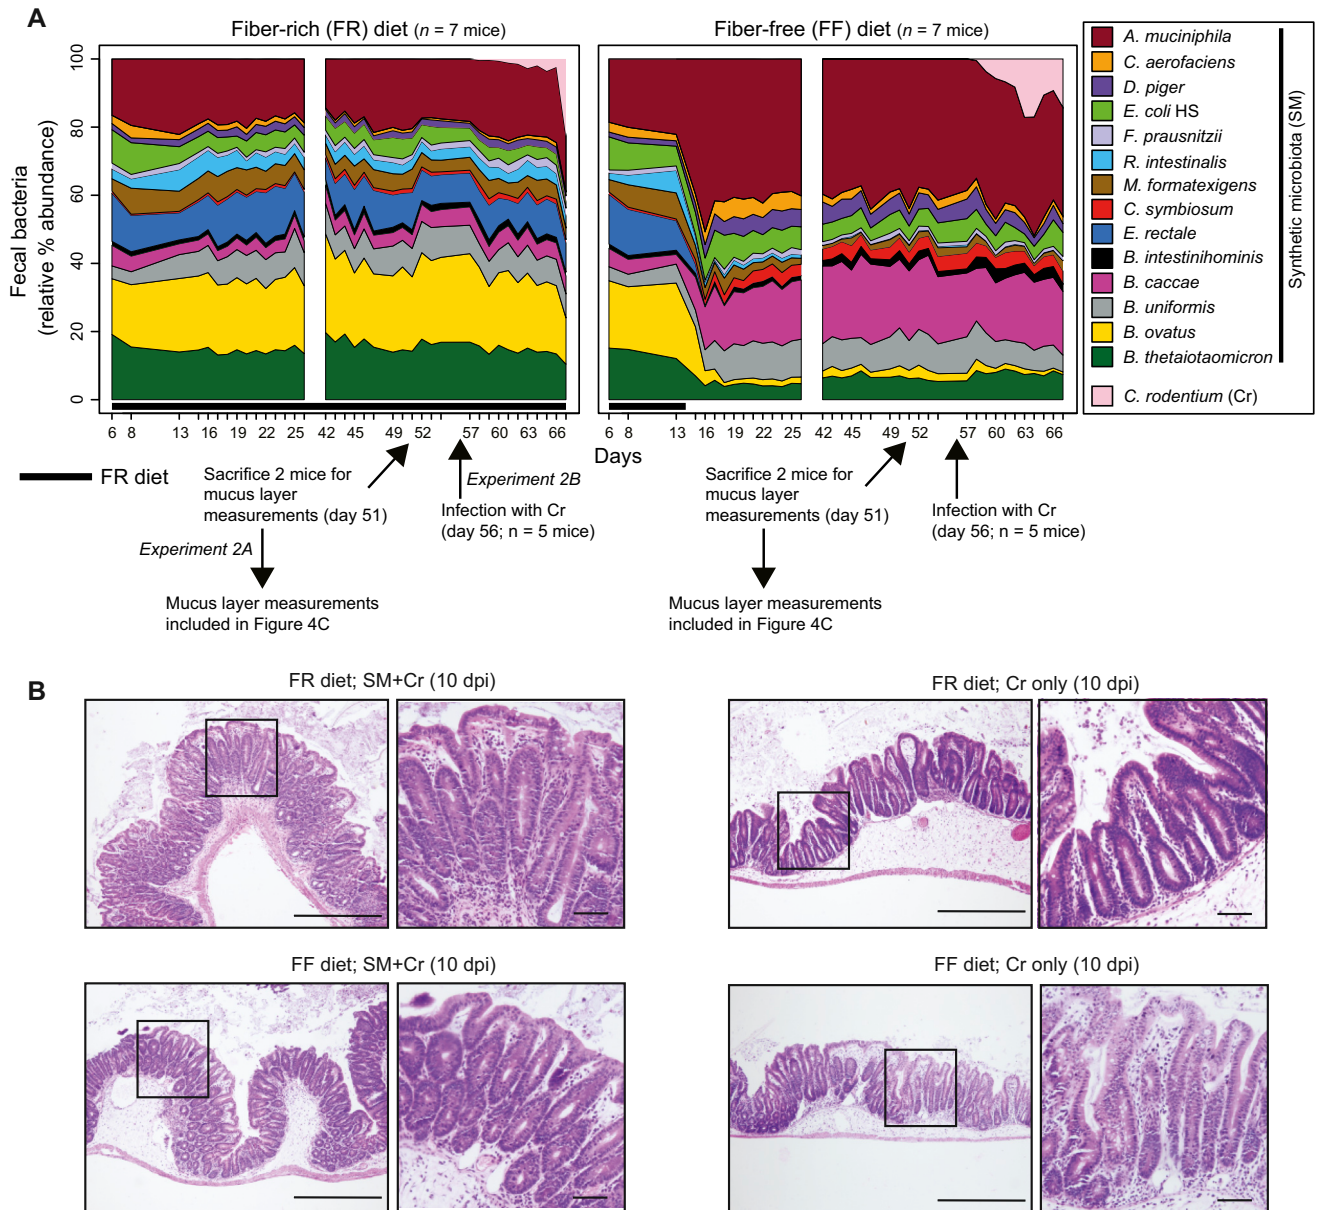 A
Fiber-rich (FR) diet (n = 7 mice)
Fiber-free (FF) diet (n = 7 mice)
Fecal bacteria
(relative % abundance)
100
80
60
40
20
0
6 8 13 16 19 22 25 42 45 49 52 57 60 63 66
6 8 13 16 19 22 25 42 45 49 52 57 60 63 66
Days
A. muciniphila
C. aerofaciens
D. piger
E. coli HS
F. prausnitzii
R. intestinalis
M. formatexigens
C. symbiosum
E. rectale
B. intestinihominis
B. caccae
B. uniformis
B. ovatus
B. thetaiotaomicron
C. rodentium (Cr)
Synthetic microbiota (SM)
FR diet
Sacrifice 2 mice for
mucus layer
measurements (day 51)
Experiment 2A
Mucus layer measurements
included in Figure 4C
Experiment 2B
Infection with Cr
(day 56; n = 5 mice)
Sacrifice 2 mice for
mucus layer
measurements (day 51)
Mucus layer measurements
included in Figure 4C
Infection with Cr
(day 56; n = 5 mice)
B
FR diet; SM+Cr (10 dpi)
FR diet; Cr only (10 dpi)
FF diet; SM+Cr (10 dpi)
FF diet; Cr only (10 dpi)